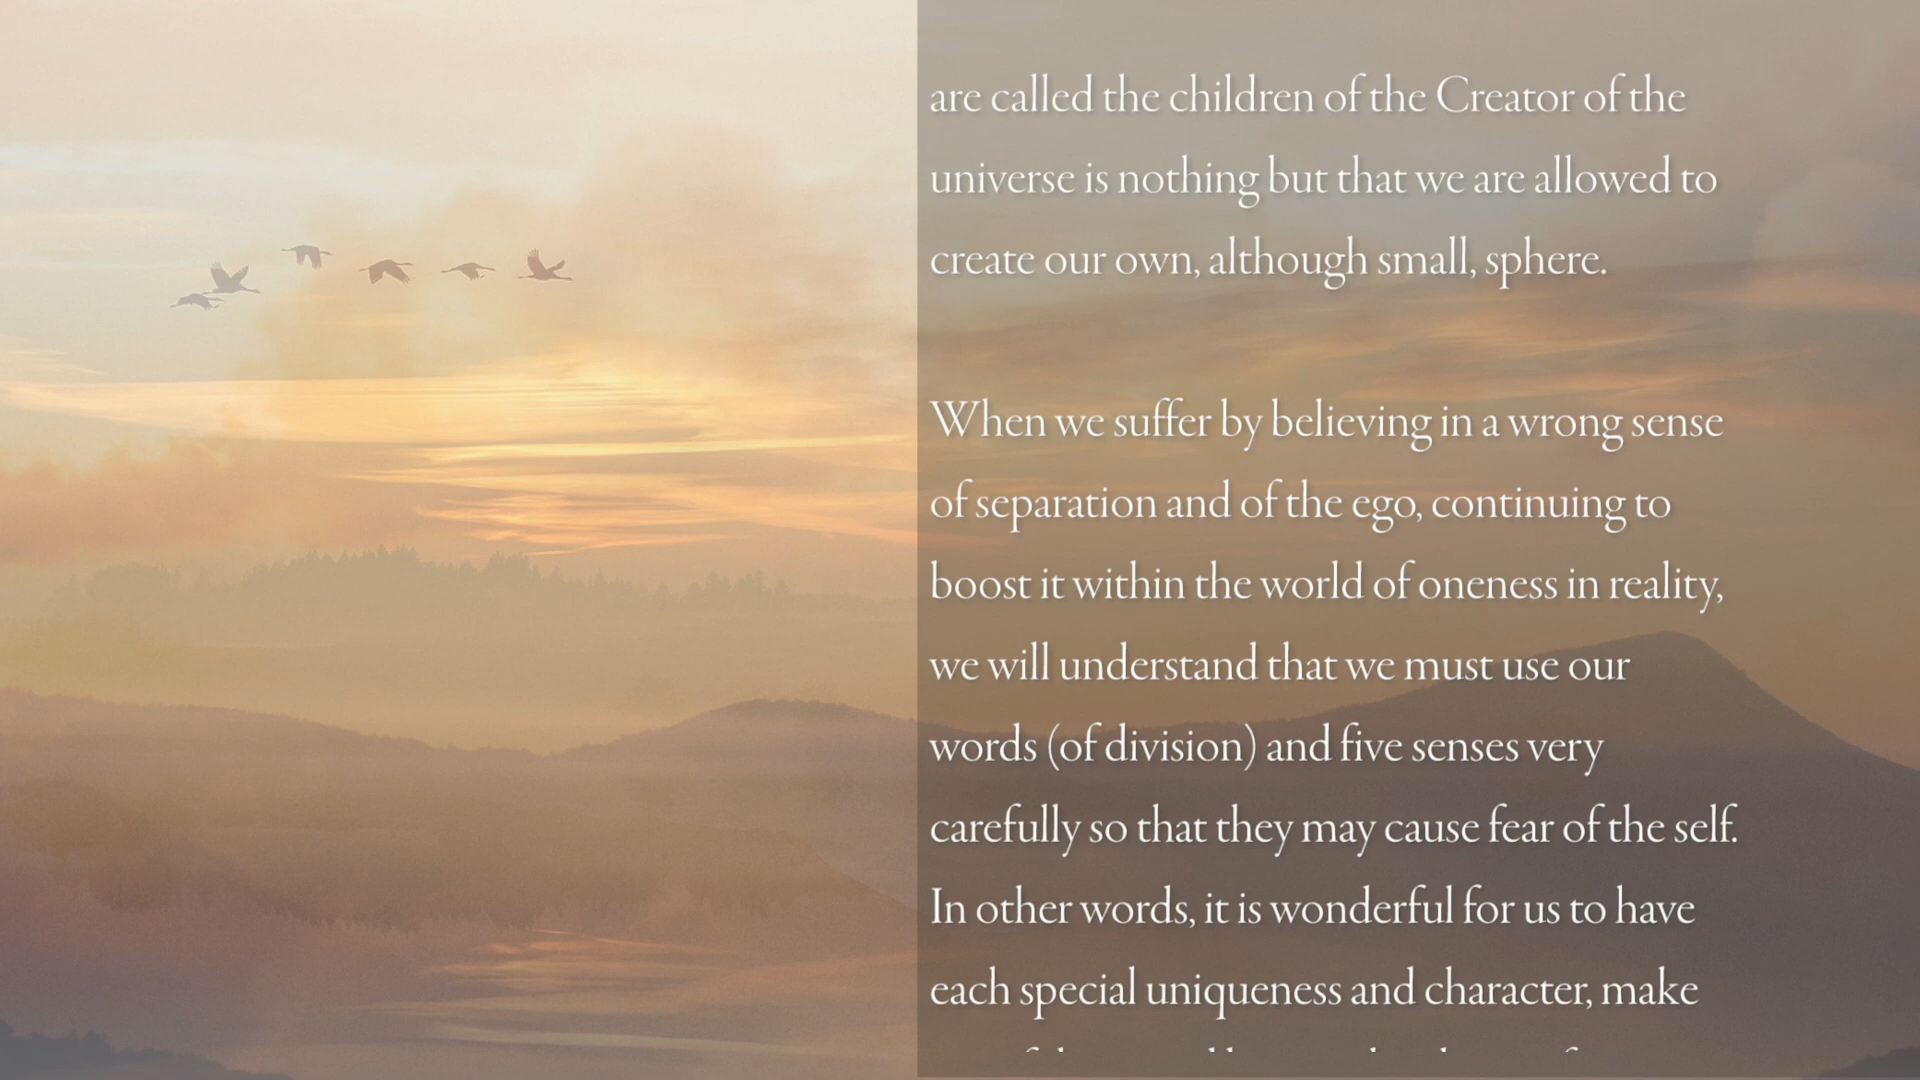 are called the children of the Creator of the
universe is nothing but that we are allowed to
create our own, although small, sphere.
When we suffer by believing in a wrong sense
of separation and of the ego, continuing to
boost it within the world of oneness in reality,
we will understand that we must use our
words (of division) and five senses very
carefully so that they may cause fear of the self.
In other words, it is wonderful for us to have
each special uniqueness and character, make